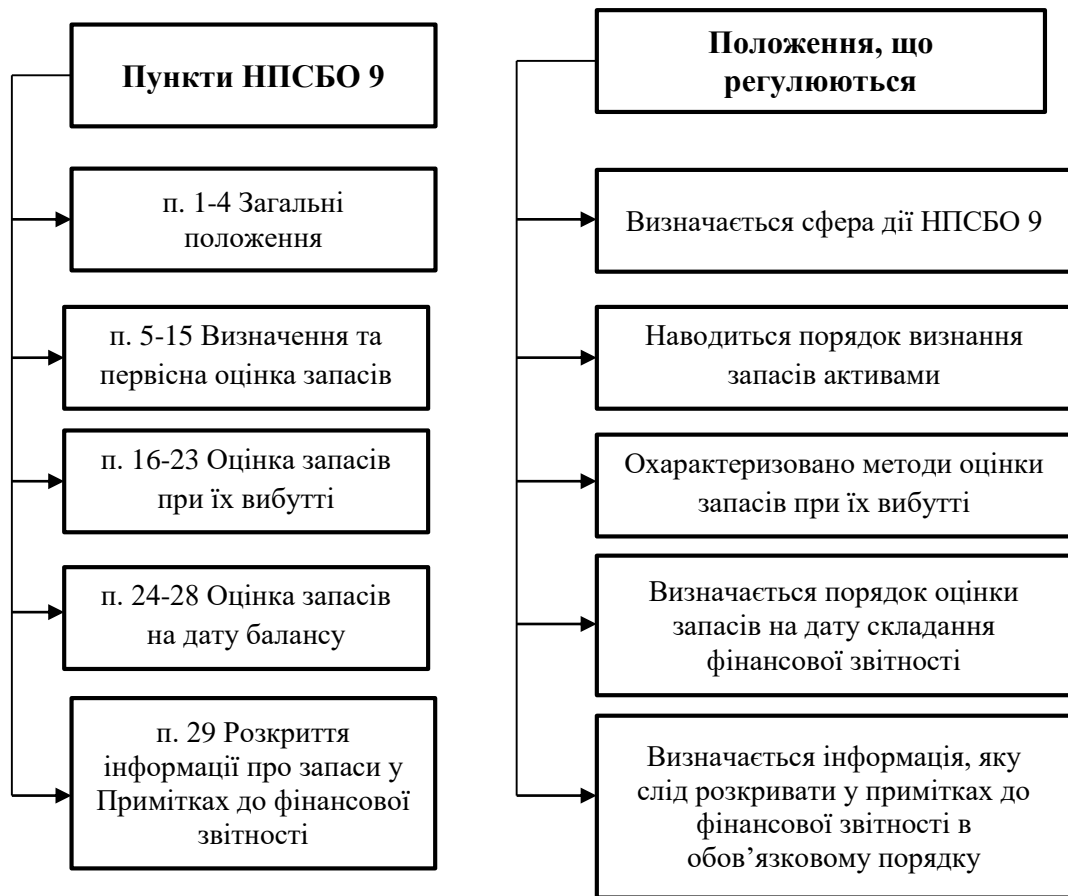 Пункти НПСБО 9
Положення, що
регулюються
п. 1-4 Загальні
положення
Визначається сфера дії НПСБО 9
п. 5-15 Визначення та
первісна оцінка запасів
Наводиться порядок визнання
запасів активами
п. 16-23 Оцінка запасів
при їх вибутті
Охарактеризовано методи оцінки
запасів при їх вибутті
п. 24-28 Оцінка запасів
на дату балансу
Визначається порядок оцінки
запасів на дату складання
фінансової звітності
п. 29 Розкриття
інформації про запаси у
Примітках до фінансової
звітності
Визначається інформація, яку
слід розкривати у примітках до
фінансової звітності в
обов’язковому порядку